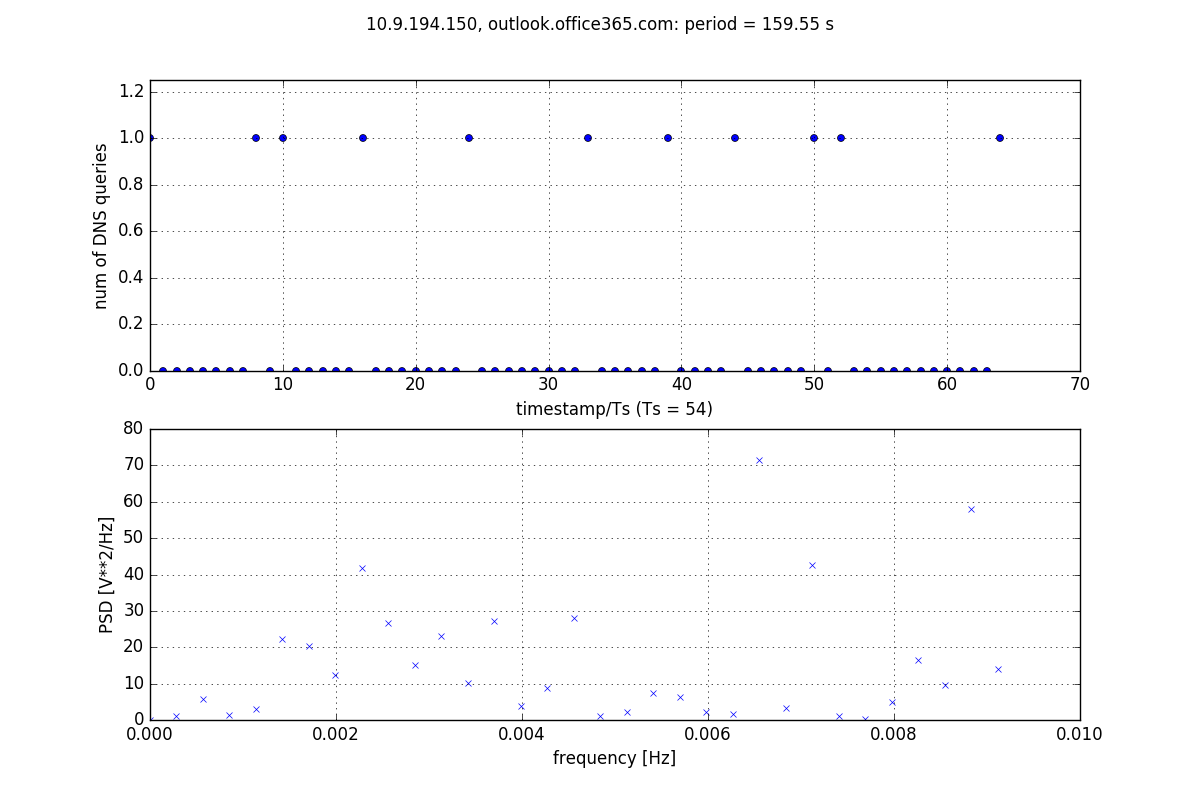 10.9.194.150, outlook.office365.com: period = 159.55 s
num of DNS queries
1.2
1.0
0.8
0.6
0.4
0.2
0.0
0 10 20 30 40 50 60 70
timestamp/Ts (Ts = 54)
PSD [V**2/Hz]
80
70
60
50
40
30
20
10
0
0.000 0.002 0.004 0.006 0.008 0.010
frequency [Hz]